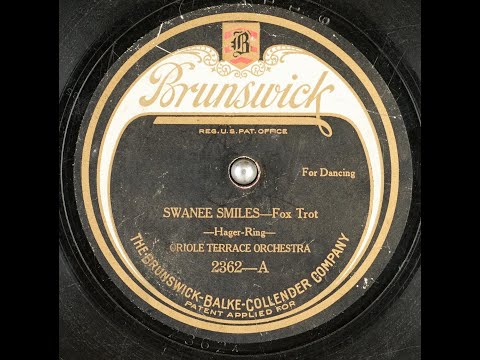 B
Brunswick
REG. U.S. PAT. OFFICE
For Dancing
SWANEE SMILES—Fox Trot
—Hager-Ring—
ORIOLE TERRACE ORCHESTRA
2362—A
THE BRUNSWICK-BALKE-COLLENDER COMPANY
PATENT APPLIED FOR